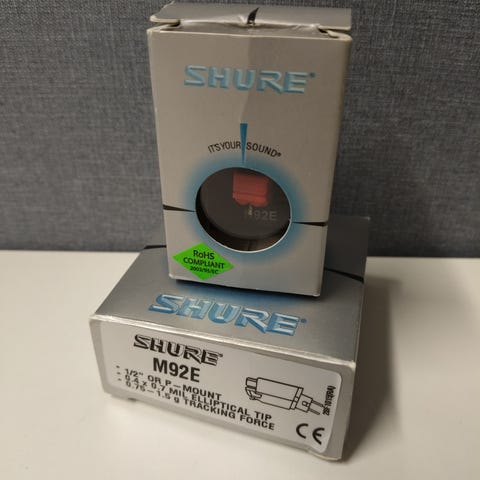 SHURE®
IT'S YOUR SOUND®
M92E
RoHS
COMPLIANT
2002/95/EC
SHURE®
SHURE®
M92E
- 1/2" OR P-MOUNT
- 0.4 x 0.7 MIL ELLIPTICAL TIP
- 0.75-1.5 g TRACKING FORCE
CE